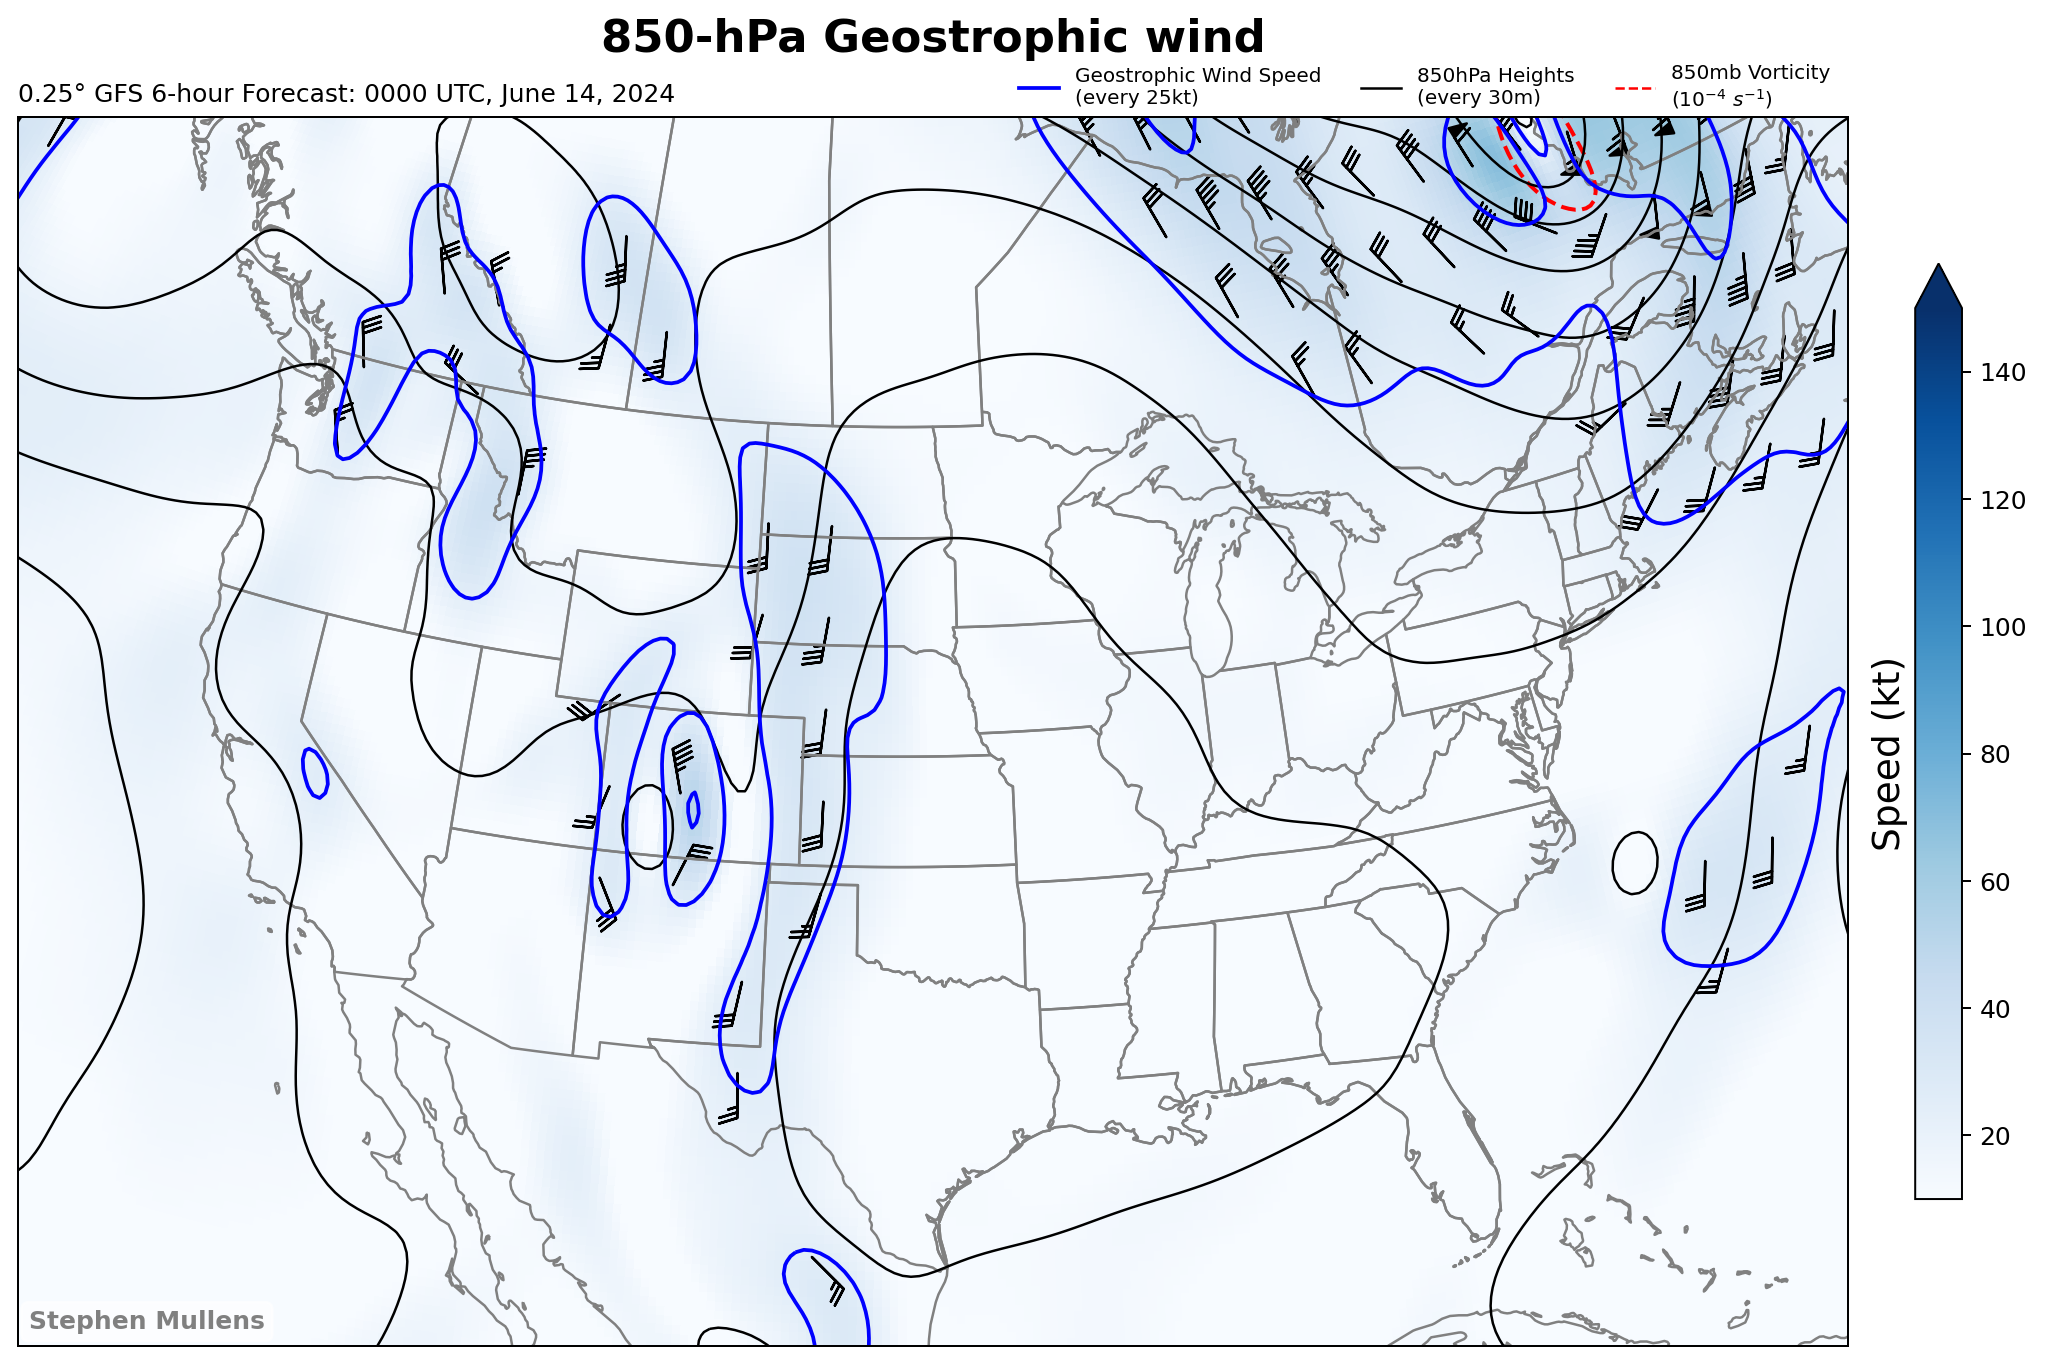 850-hPa Geostrophic wind
0.25° GFS 6-hour Forecast: 0000 UTC, June 14, 2024
Geostrophic Wind Speed
(every 25kt)
850hPa Heights
(every 30m)
850mb Vorticity
(10⁻⁴ s⁻¹)
140
120
100
80
60
40
20
Speed (kt)
Stephen Mullens